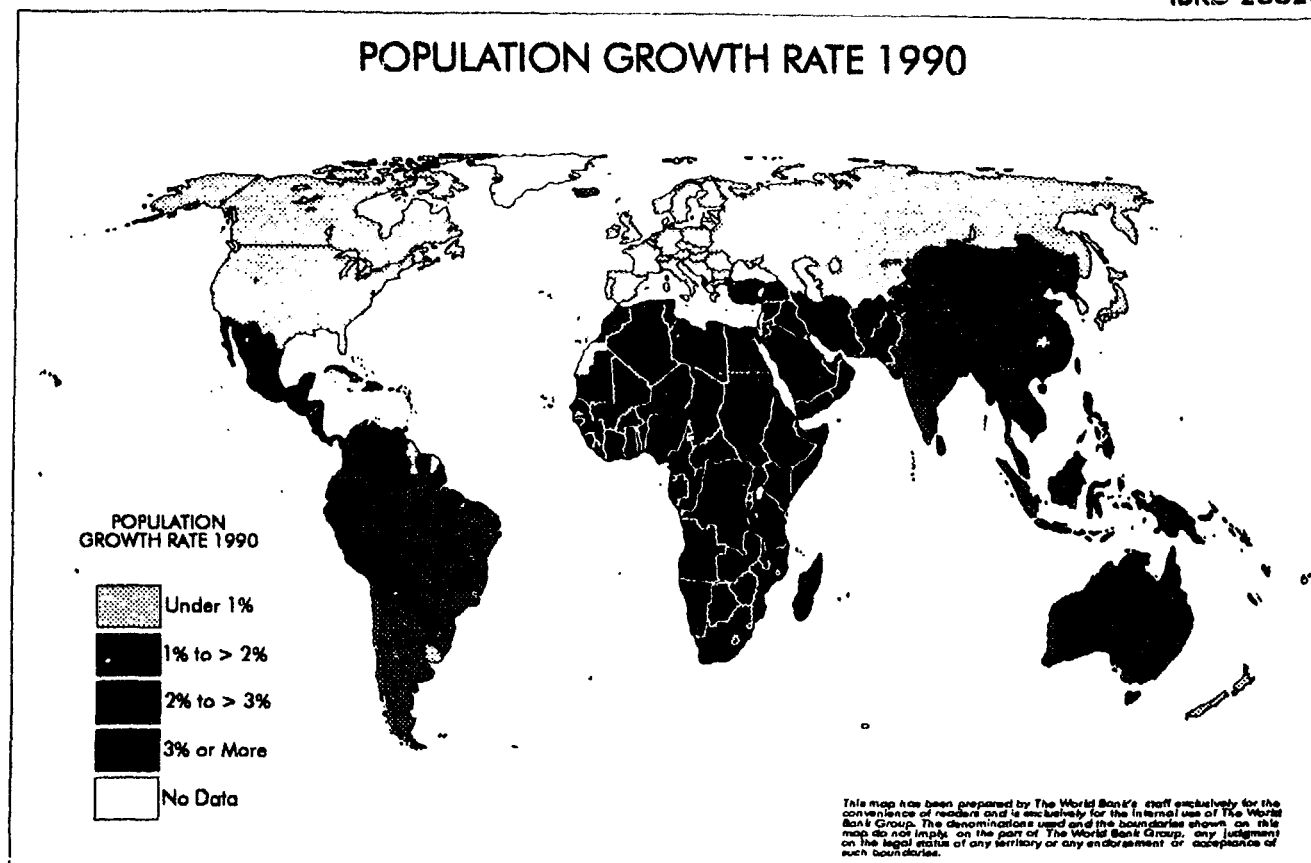 POPULATION GROWTH RATE 1990
POPULATION
GROWTH RATE 1990
Under 1%
1% to > 2%
2% to > 3%
3% or More
No Data
This map has been prepared by The World Bank's staff exclusively for the
convenience of readers and is exclusively for the internal use of The World
Bank Group. The denominations used and the boundaries shown on this
map do not imply, on the part of The World Bank Group, any judgment
on the legal status of any territory or any endorsement or acceptance of
such boundaries.